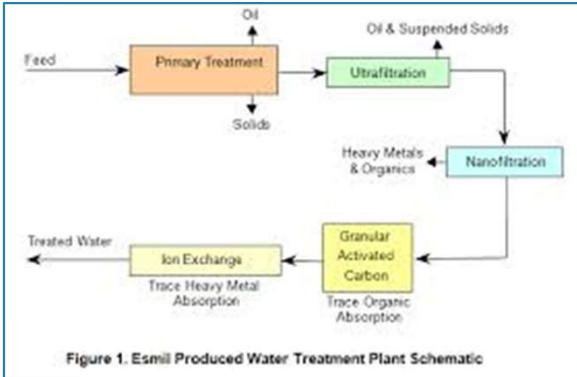 Oil
Oil & Suspended Solids
Feed
Primary Treatment
Ultrafiltration
Solids
Heavy Metals
& Organics
Nanofiltration
Treated Water
Ion Exchange
Granular
Activated
Carbon
Trace Heavy Metal
Absorption
Trace Organic
Absorption
Figure 1. Esmil Produced Water Treatment Plant Schematic